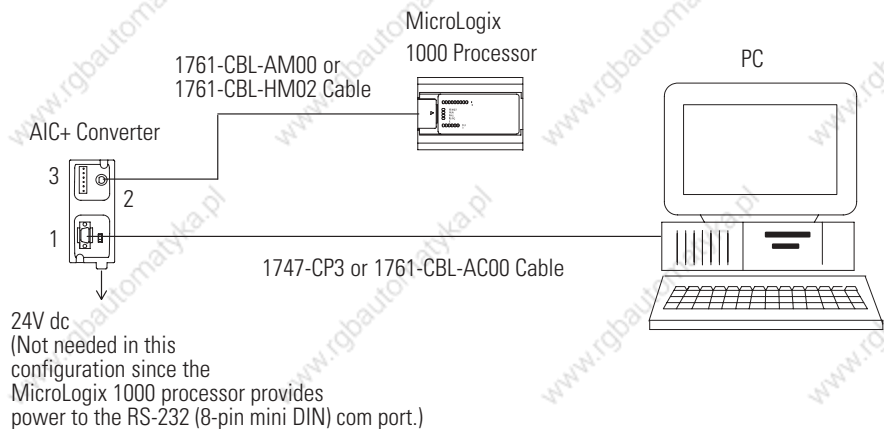 MicroLogix
1000 Processor
PC
1761-CBL-AM00 or
1761-CBL-HM02 Cable
AIC+ Converter
3
2
1
1747-CP3 or 1761-CBL-AC00 Cable
24V dc
(Not needed in this
configuration since the
MicroLogix 1000 processor provides
power to the RS-232 (8-pin mini DIN) com port.)
www.rgbautomatyka.pl